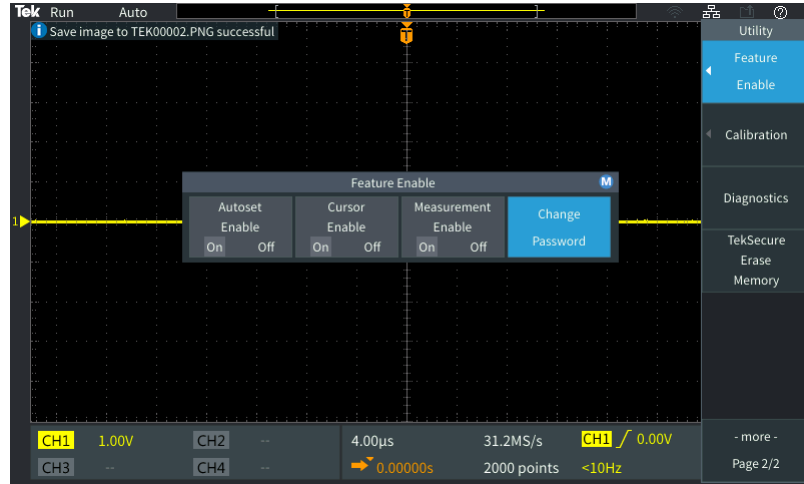 Tek Run Auto
T
Utility
i Save image to TEK00002.PNG successful
T
Feature
Enable
Calibration
Diagnostics
TekSecure
Erase
Memory
Feature Enable M
Autoset
Enable
On Off
Cursor
Enable
On Off
Measurement
Enable
On Off
Change
Password
1
CH1 1.00V CH2 --
CH3 -- CH4 --
4.00µs 31.2MS/s CH1 0.00V
0.00000s 2000 points <10Hz
- more -
Page 2/2